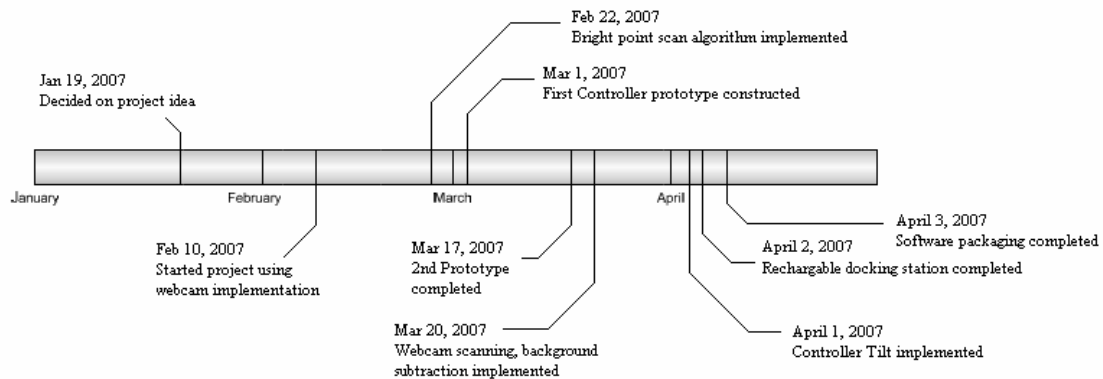 Feb 22, 2007
Bright point scan algorithm implemented
Mar 1, 2007
First Controller prototype constructed
Jan 19, 2007
Decided on project idea
January
February
March
April
Feb 10, 2007
Started project using
webcam implementation
Mar 17, 2007
2nd Prototype
completed
Mar 20, 2007
Webcam scanning, background
subtraction implemented
April 3, 2007
Software packaging completed
April 2, 2007
Rechargable docking station completed
April 1, 2007
Controller Tilt implemented